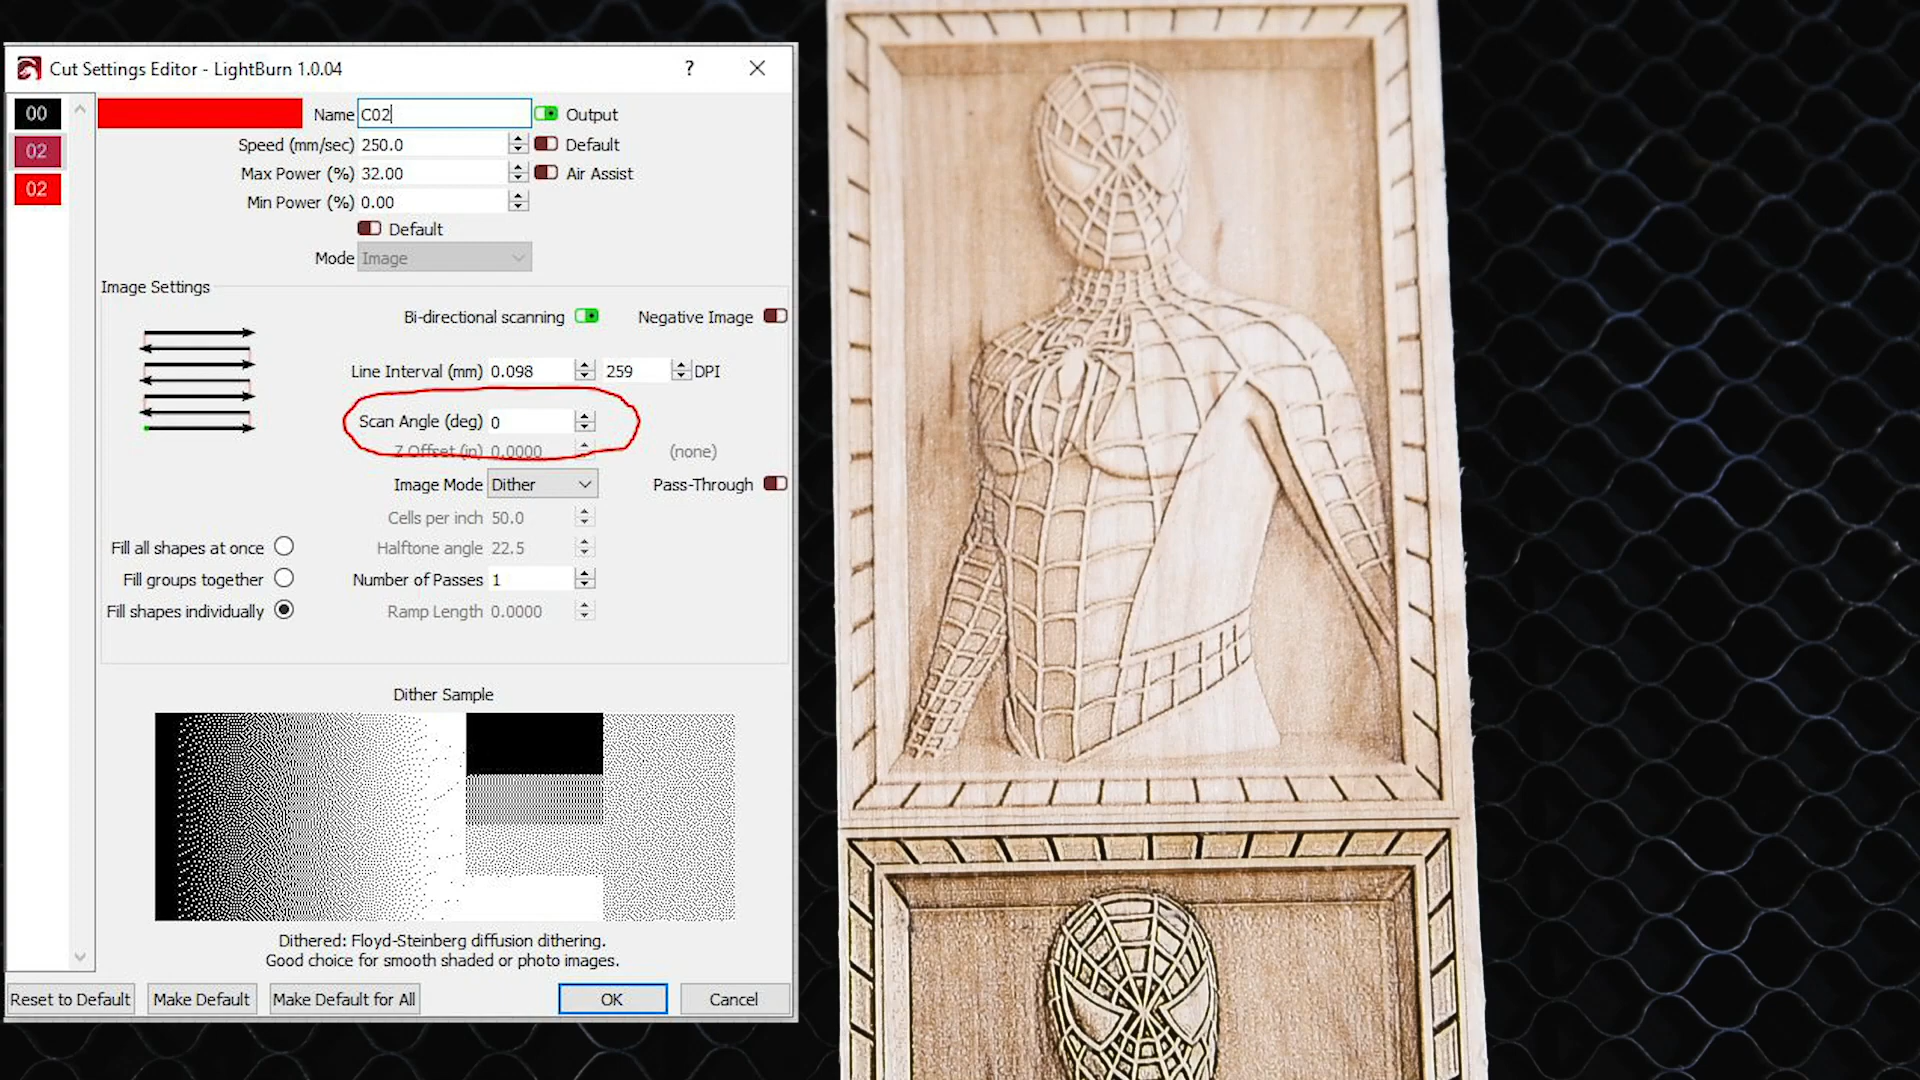 Cut Settings Editor - LightBurn 1.0.04 ?
00
02
02
Name C02 Output
Speed (mm/sec) 250.0 Default
Max Power (%) 32.00 Air Assist
Min Power (%) 0.00
Default
Mode Image
Image Settings
Bi-directional scanning Negative Image
Line Interval (mm) 0.098 259 DPI
Scan Angle (deg) 0
Z Offset (in) 0.0000 (none)
Image Mode Dither Pass-Through
Cells per inch 50.0
Fill all shapes at once Halftone angle 22.5
Fill groups together Number of Passes 1
Fill shapes individually Ramp Length 0.0000
Dither Sample
Dithered: Floyd-Steinberg diffusion dithering.
Good choice for smooth shaded or photo images.
Reset to Default Make Default Make Default for All OK Cancel